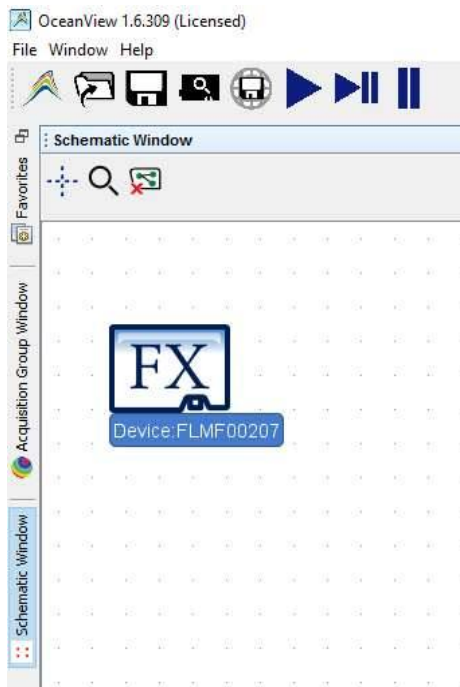 OceanView 1.6.309 (Licensed)
File Window Help
Schematic Window
Favorites
Acquisition Group Window
Schematic Window
FX
Device:FLMF00207